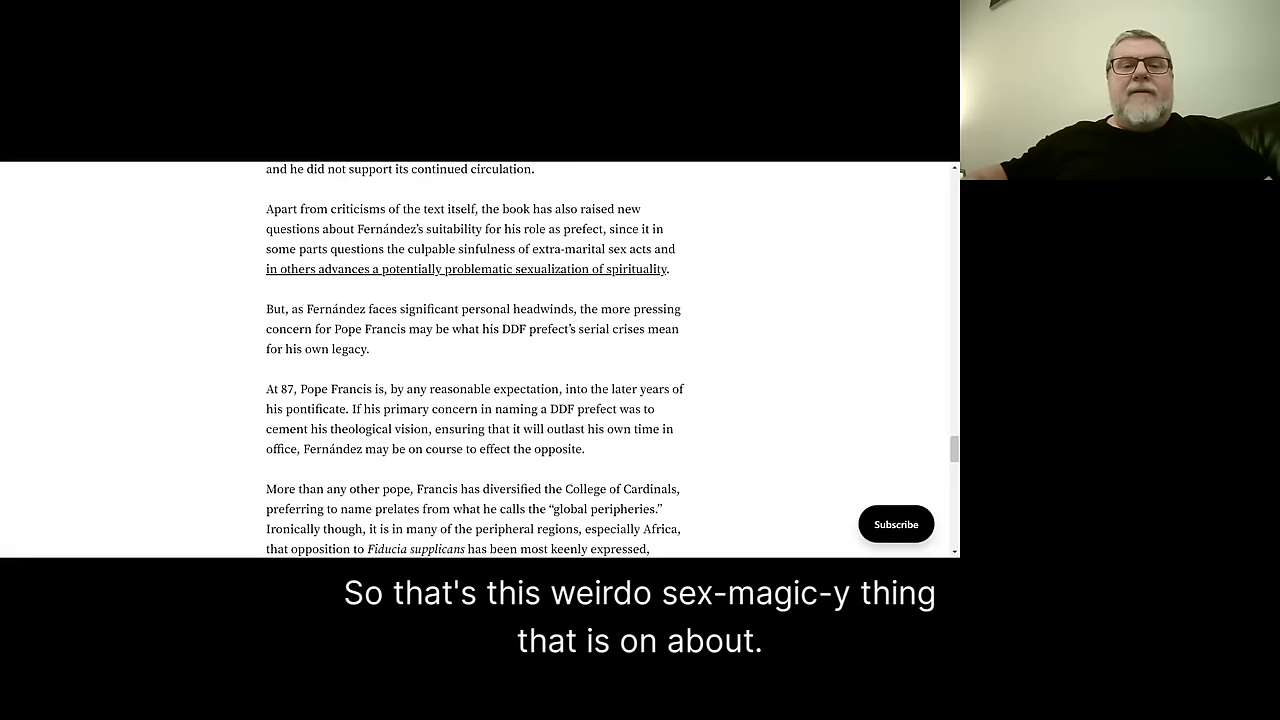 and he did not support its continued circulation.
Apart from criticisms of the text itself, the book has also raised new
questions about Fernández’s suitability for his role as prefect, since it in
some parts questions the culpable sinfulness of extra-marital sex acts and
in others advances a potentially problematic sexualization of spirituality.
But, as Fernández faces significant personal headwinds, the more pressing
concern for Pope Francis may be what his DDF prefect’s serial crises mean
for his own legacy.
At 87, Pope Francis is, by any reasonable expectation, into the later years of
his pontificate. If his primary concern in naming a DDF prefect was to
cement his theological vision, ensuring that it will outlast his own time in
office, Fernández may be on course to effect the opposite.
More than any other pope, Francis has diversified the College of Cardinals,
preferring to name prelates from what he calls the “global peripheries.”
Ironically though, it is in many of the peripheral regions, especially Africa,
that opposition to Fiducia supplicans has been most keenly expressed,
Subscribe
So that's this weirdo sex-magic-y thing
that is on about.